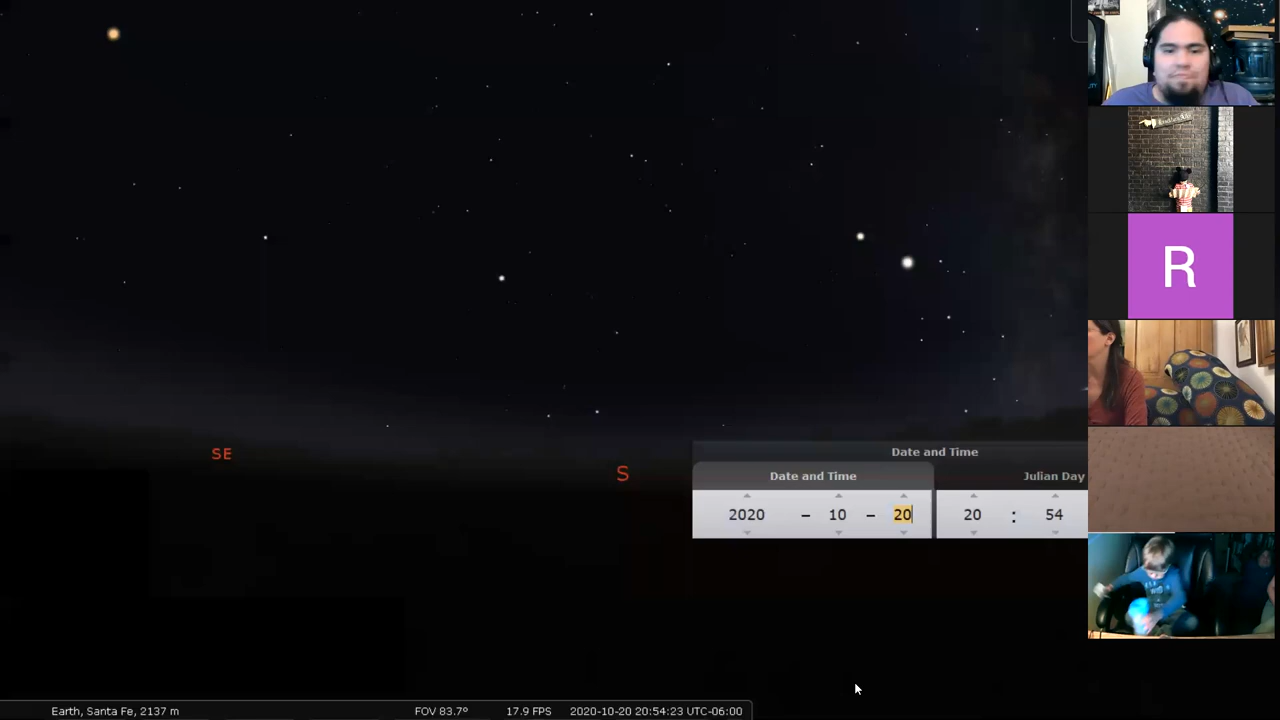 R
SE
S
Date and Time
Date and Time
Julian Day
2020 – 10 – 20
20 : 54
Earth, Santa Fe, 2137 m
FOV 83.7°
17.9 FPS
2020-10-20 20:54:23 UTC-06:00